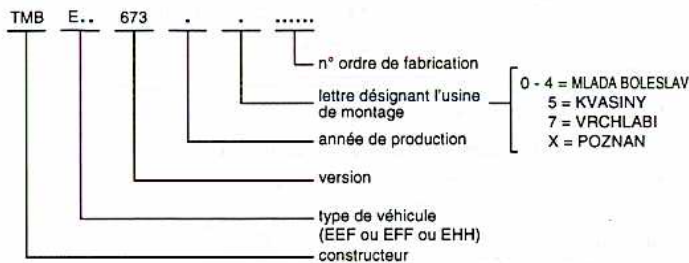 TMB E.. 673 . . ......
n° ordre de fabrication
lettre désignant l'usine
de montage
0 - 4 = MLADA BOLESLAV
5 = KVASINY
7 = VRCHLABI
X = POZNAN
année de production
version
type de véhicule
(EEF ou EFF ou EHH)
constructeur